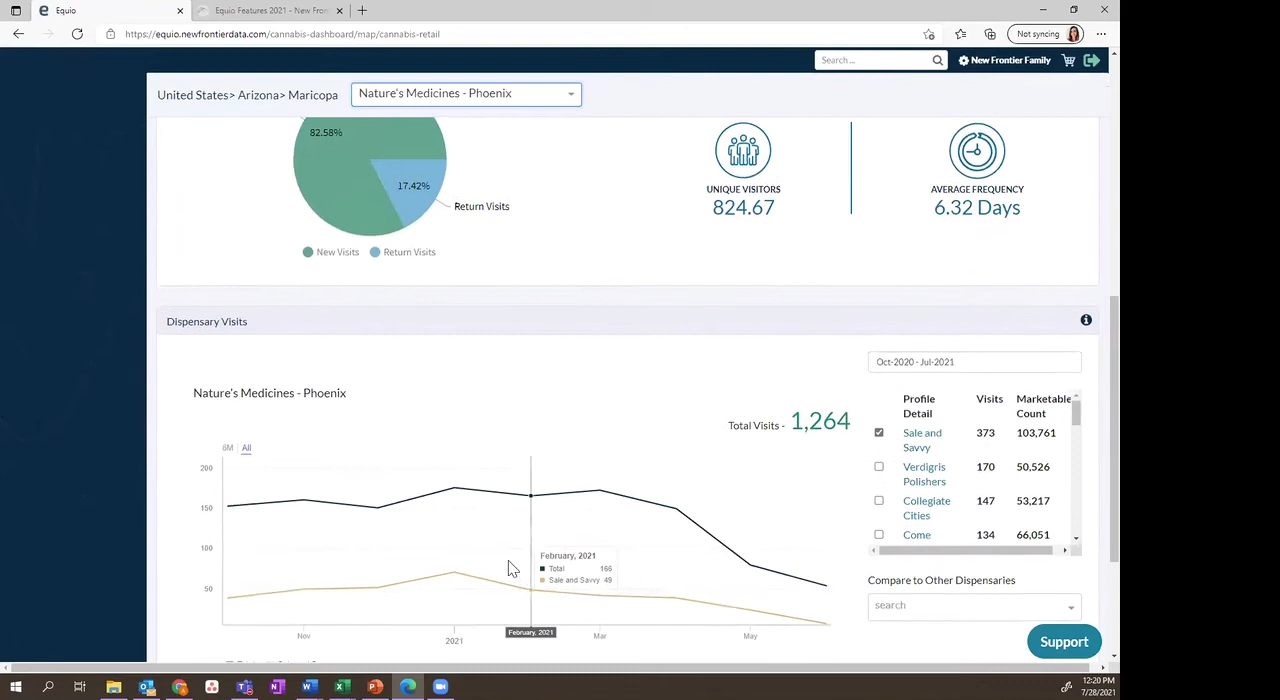 Equio
Equio Features 2021 - New Fron
https://equio.newfrontierdata.com/cannabis-dashboard/map/cannabis-retail
Not syncing
Search ...
New Frontier Family
United States> Arizona> Maricopa
Nature's Medicines - Phoenix
82.58%
17.42%
Return Visits
New Visits
Return Visits
UNIQUE VISITORS
824.67
AVERAGE FREQUENCY
6.32 Days
Dispensary Visits
Oct-2020 - Jul-2021
Nature's Medicines - Phoenix
Total Visits - 1,264
6M All
200
150
100
50
Nov
2021
February, 2021
Mar
May
February, 2021
Total 166
Sale and Savvy 49
Profile Detail Visits Marketable Count
Sale and Savvy 373 103,761
Verdigris Polishers 170 50,526
Collegiate Cities 147 53,217
Come 134 66,051
Compare to Other Dispensaries
search
Support
12:20 PM
7/28/2021